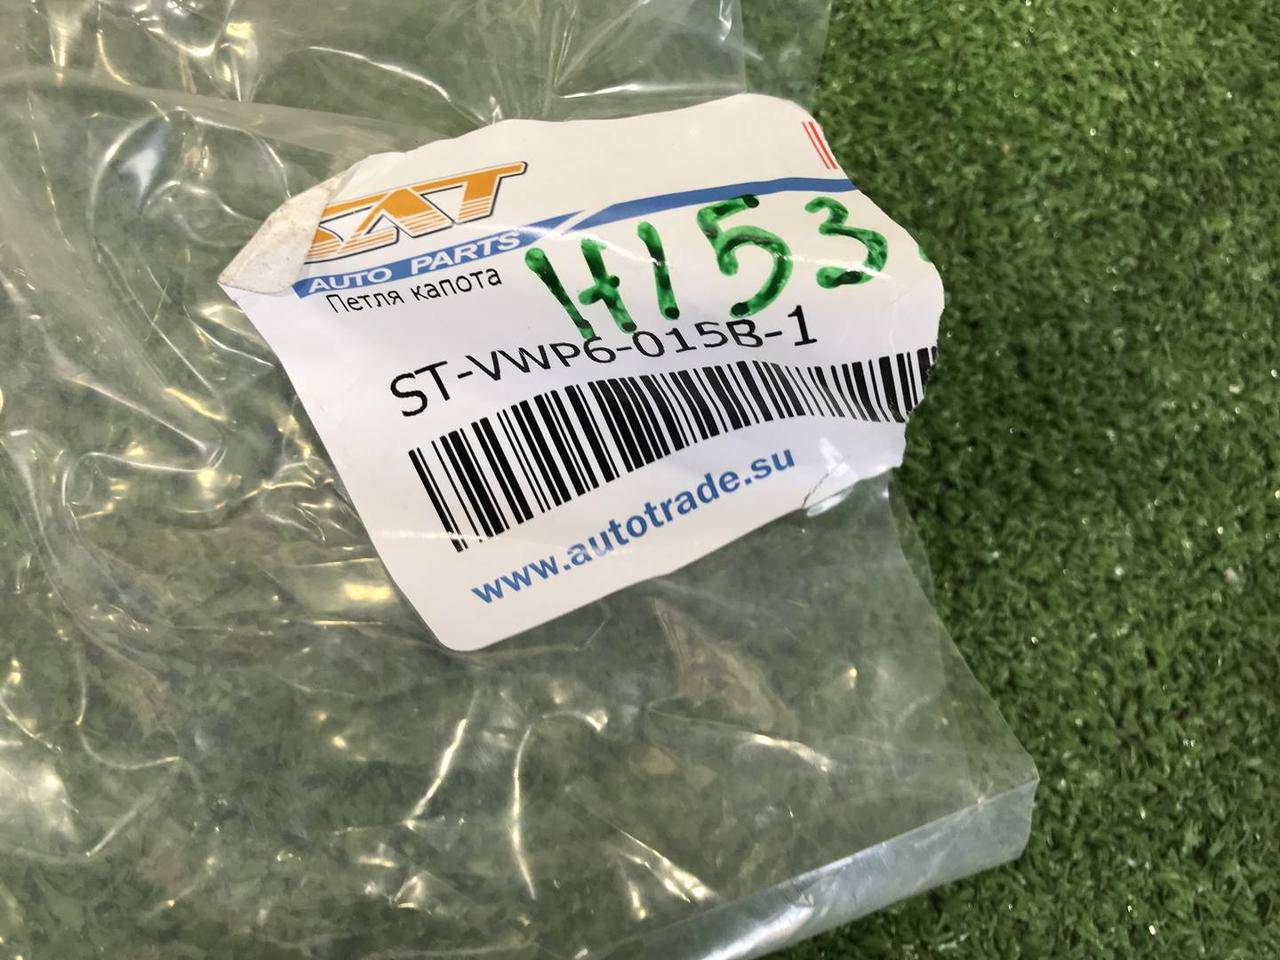 SAT
AUTO PARTS
Петля капота
H153
ST-VWP6-015B-1
www.autotrade.su